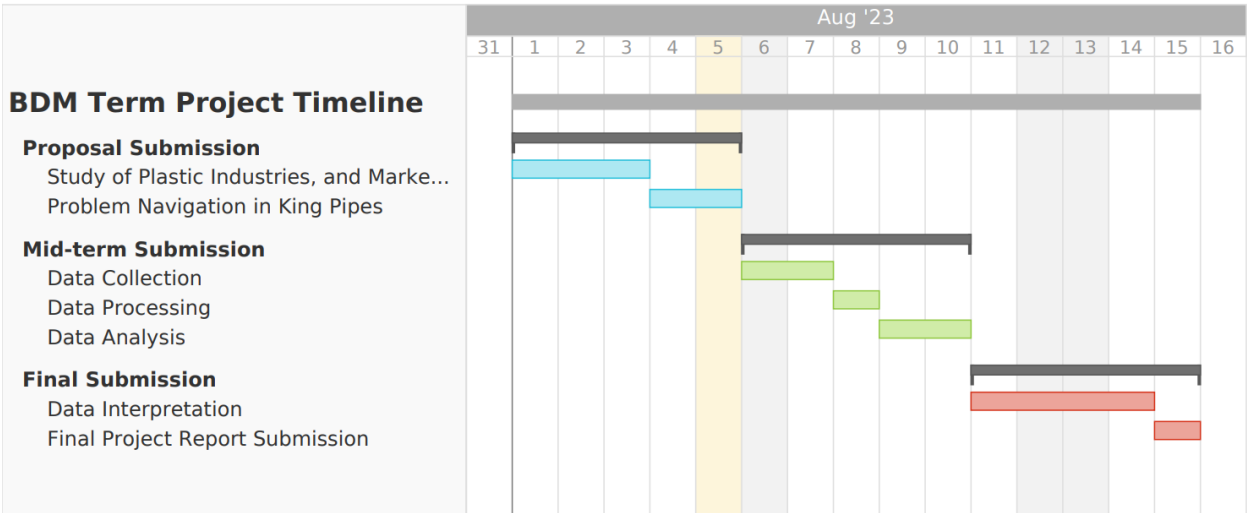 Aug '23
31 1 2 3 4 5 6 7 8 9 10 11 12 13 14 15 16
BDM Term Project Timeline
Proposal Submission
Study of Plastic Industries, and Marke...
Problem Navigation in King Pipes
Mid-term Submission
Data Collection
Data Processing
Data Analysis
Final Submission
Data Interpretation
Final Project Report Submission